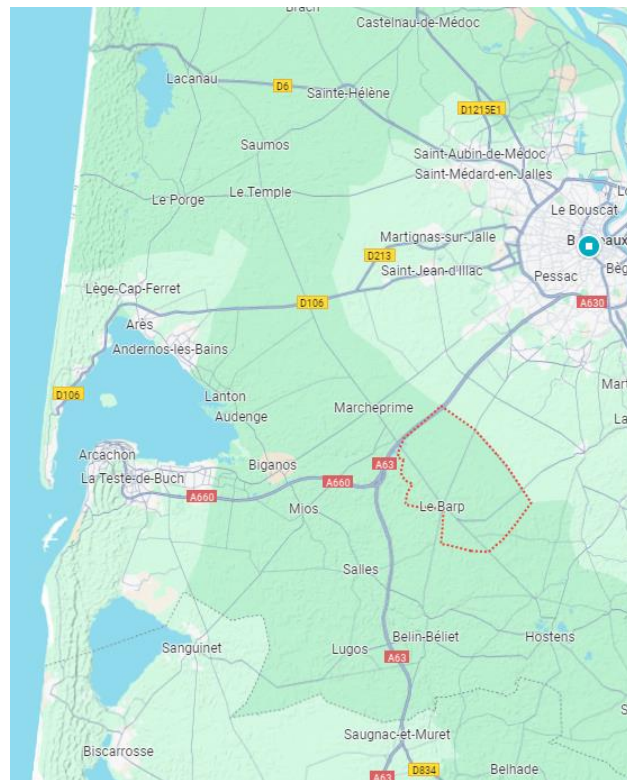 Brach
Castelnau-de-Médoc
Lacanau
D6
Sainte-Hélène
D1215E1
Saumos
Saint-Aubin-de-Médoc
Saint-Médard-en-Jalles
Le Porge
Le Temple
Le Bouscat
Martignas-sur-Jalle
D213
Saint-Jean-d'Illac
Pessac
Lège-Cap-Ferret
D106
A630
Arès
Andernos-les-Bains
D106
Lanton
Audenge
Marcheprime
Arcachon
Biganos
A63
La Teste-de-Buch
A660
A660
Mios
Le Barp
Salles
Belin-Béliet
Hostens
Sanguinet
Lugos
A63
Saugnac-et-Muret
Biscarrosse
D834
Belhade
A63